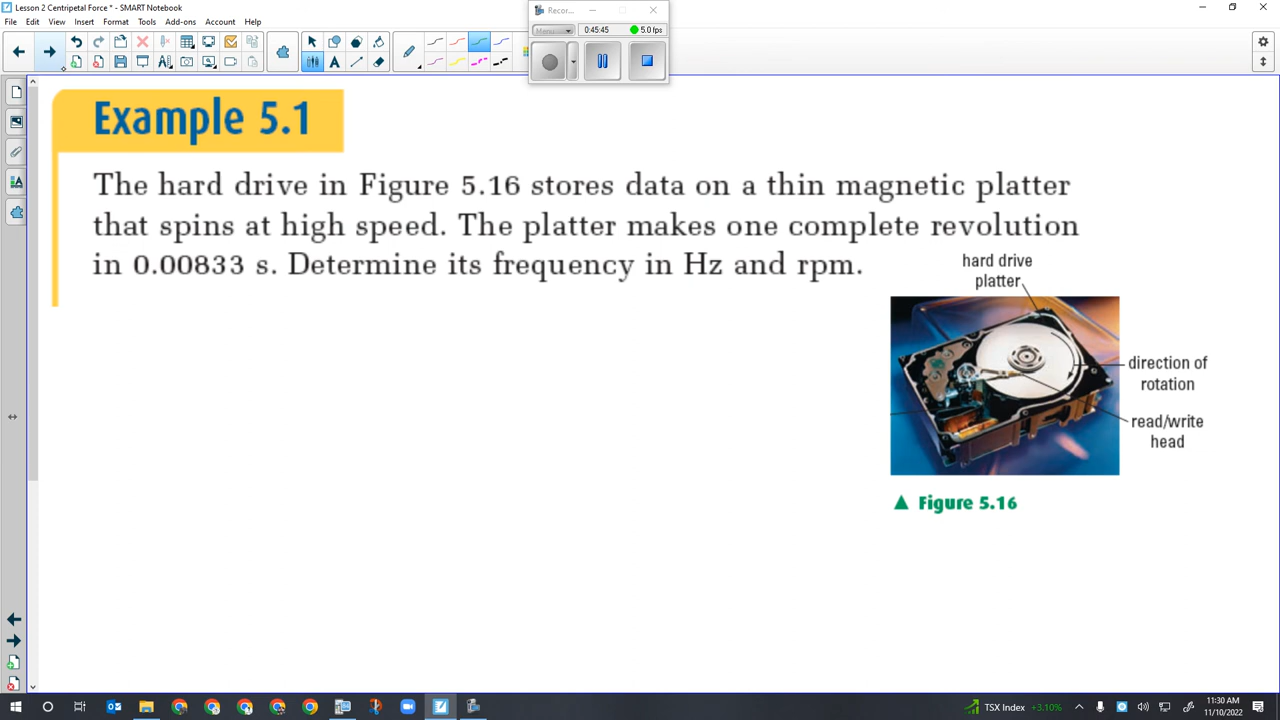 Lesson 2 Centripetal Force * - SMART Notebook
File Edit View Insert Format Tools Add-ons Account Help
Recor...
Menu
0:45:45
5.0 fps
Example 5.1
The hard drive in Figure 5.16 stores data on a thin magnetic platter
that spins at high speed. The platter makes one complete revolution
in 0.00833 s. Determine its frequency in Hz and rpm.
hard drive
platter
direction of
rotation
read/write
head
▲ Figure 5.16
TSX Index +3.10%
11:30 AM
11/10/2022